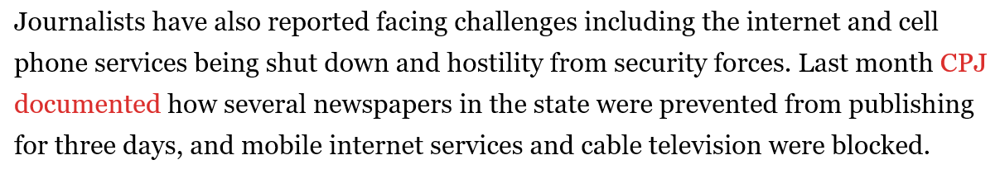 Journalists have also reported facing challenges including the internet and cell
phone services being shut down and hostility from security forces. Last month CPJ
documented how several newspapers in the state were prevented from publishing
for three days, and mobile internet services and cable television were blocked.